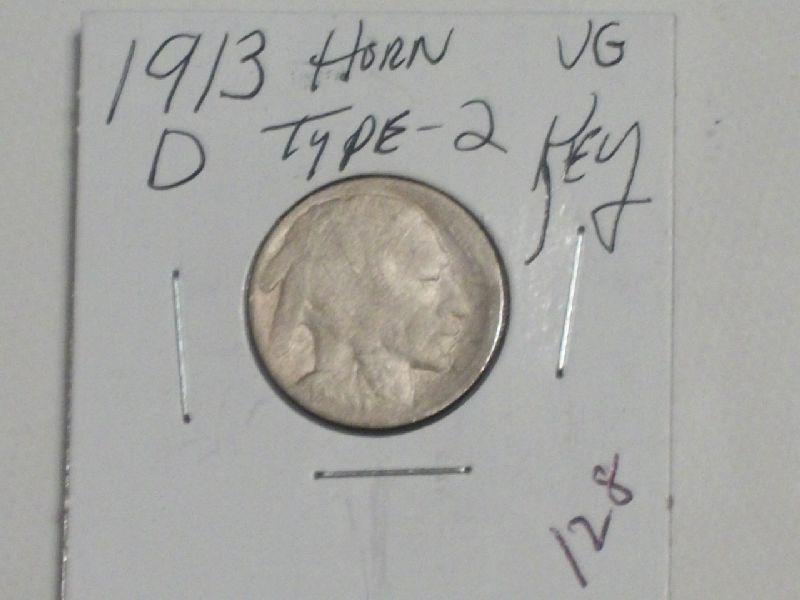 1913 HORN VG
D TYPE-2 KEY
128